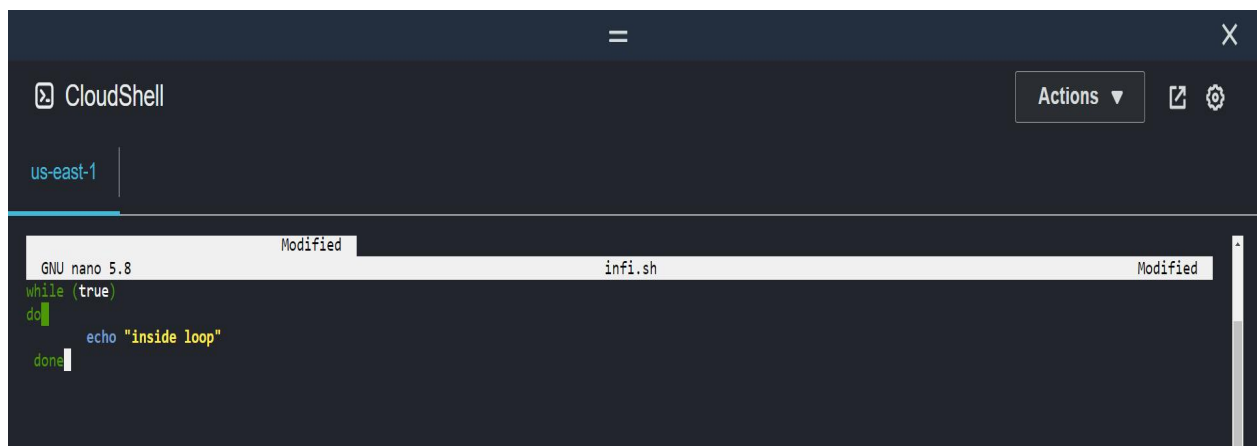 CloudShell
Actions ▼
us-east-1
Modified
GNU nano 5.8 infi.sh Modified
while (true)
do
echo "inside loop"
done